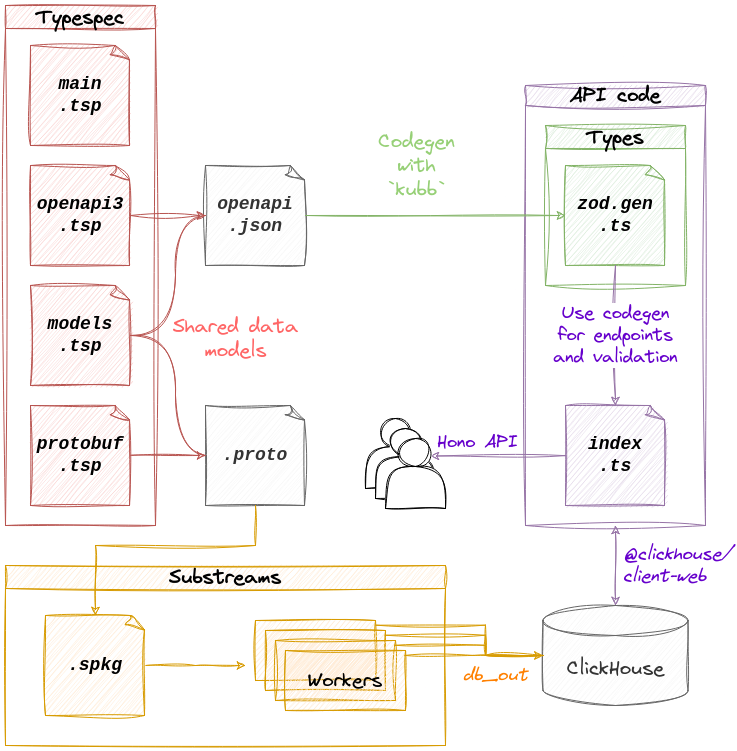 Typespec
main
.tsp
openapi3
.tsp
models
.tsp
protobuf
.tsp
openapi
.json
Shared data
models
.proto
Codegen
with
`kubb`
API code
Types
zod.gen
.ts
Use codegen
for endpoints
and validation
index
.ts
Hono API
@clickhouse/
client-web
Substreams
.spkg
Workers
db_out
ClickHouse